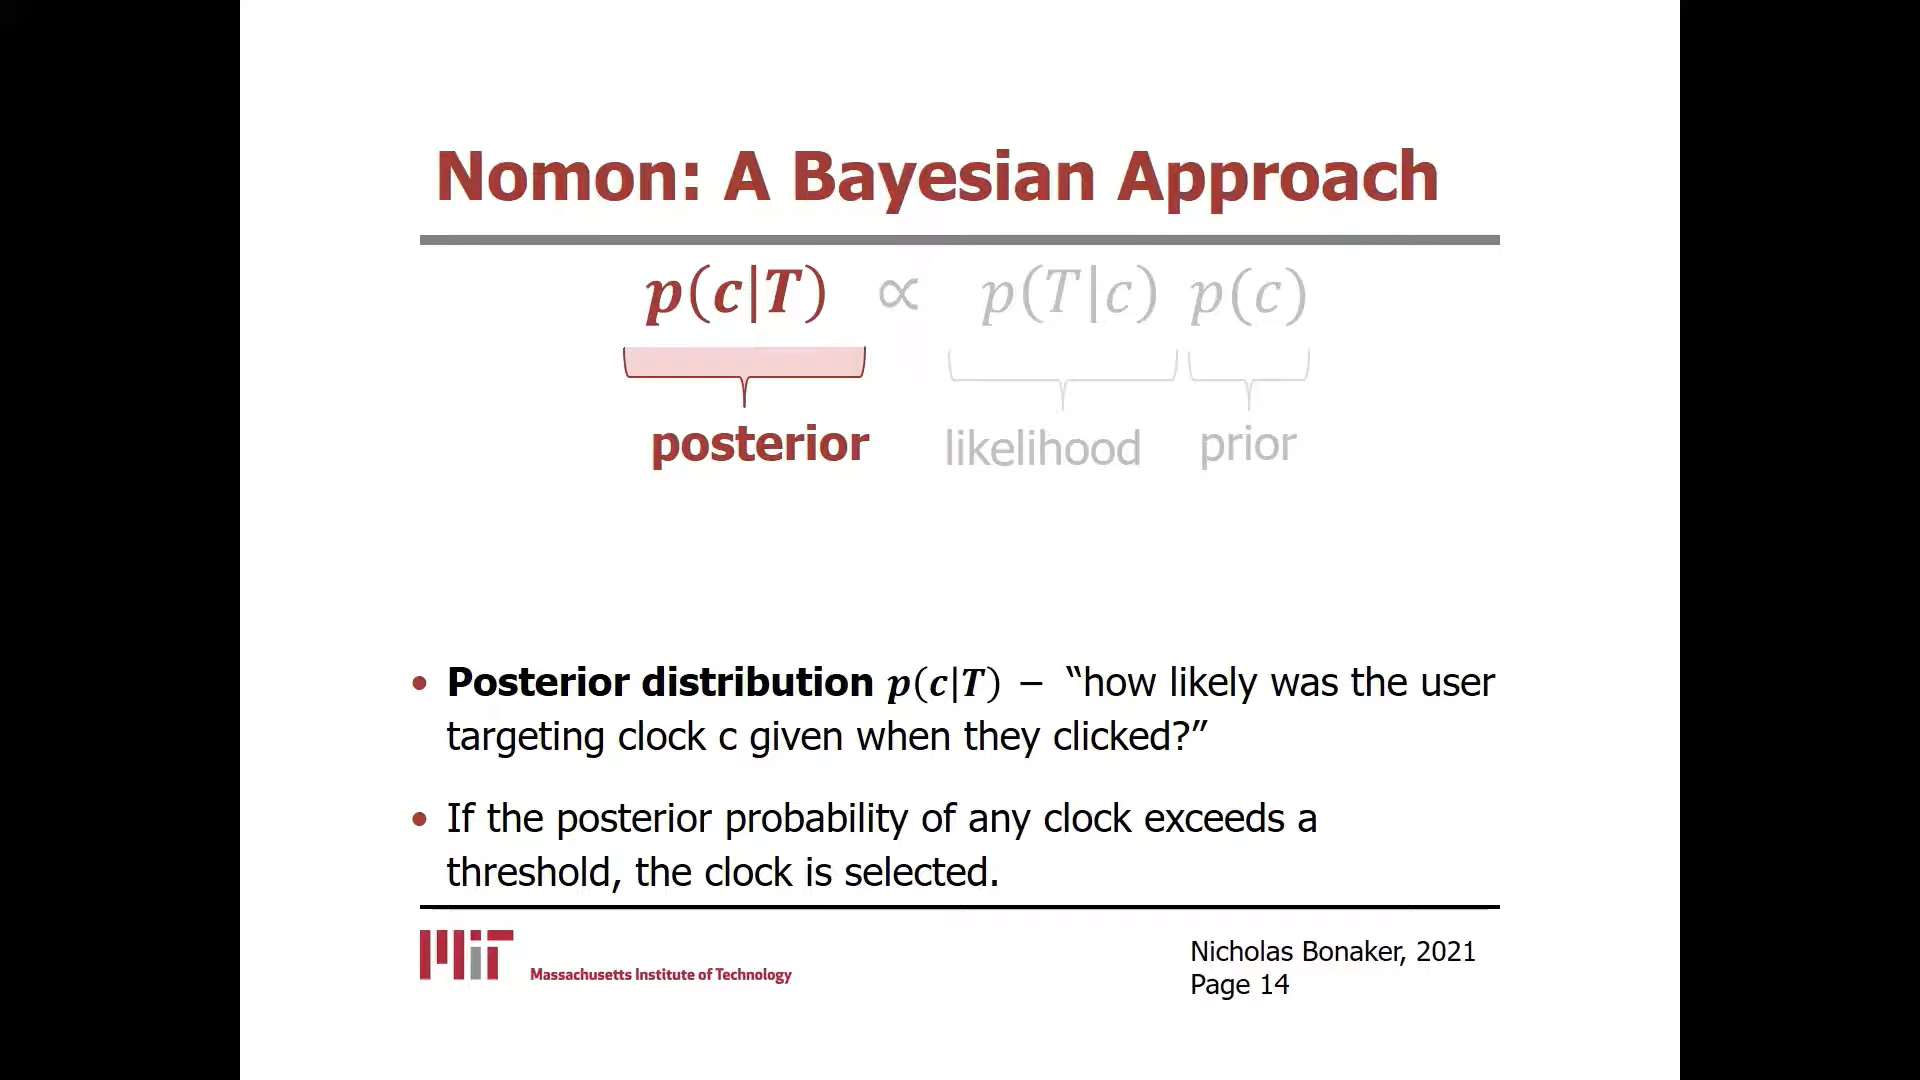 Nomon: A Bayesian Approach
p(c|T) ∝ p(T|c) p(c)
posterior likelihood prior
• Posterior distribution p(c|T) – “how likely was the user
targeting clock c given when they clicked?”
• If the posterior probability of any clock exceeds a
threshold, the clock is selected.
MIT Massachusetts Institute of Technology
Nicholas Bonaker, 2021
Page 14